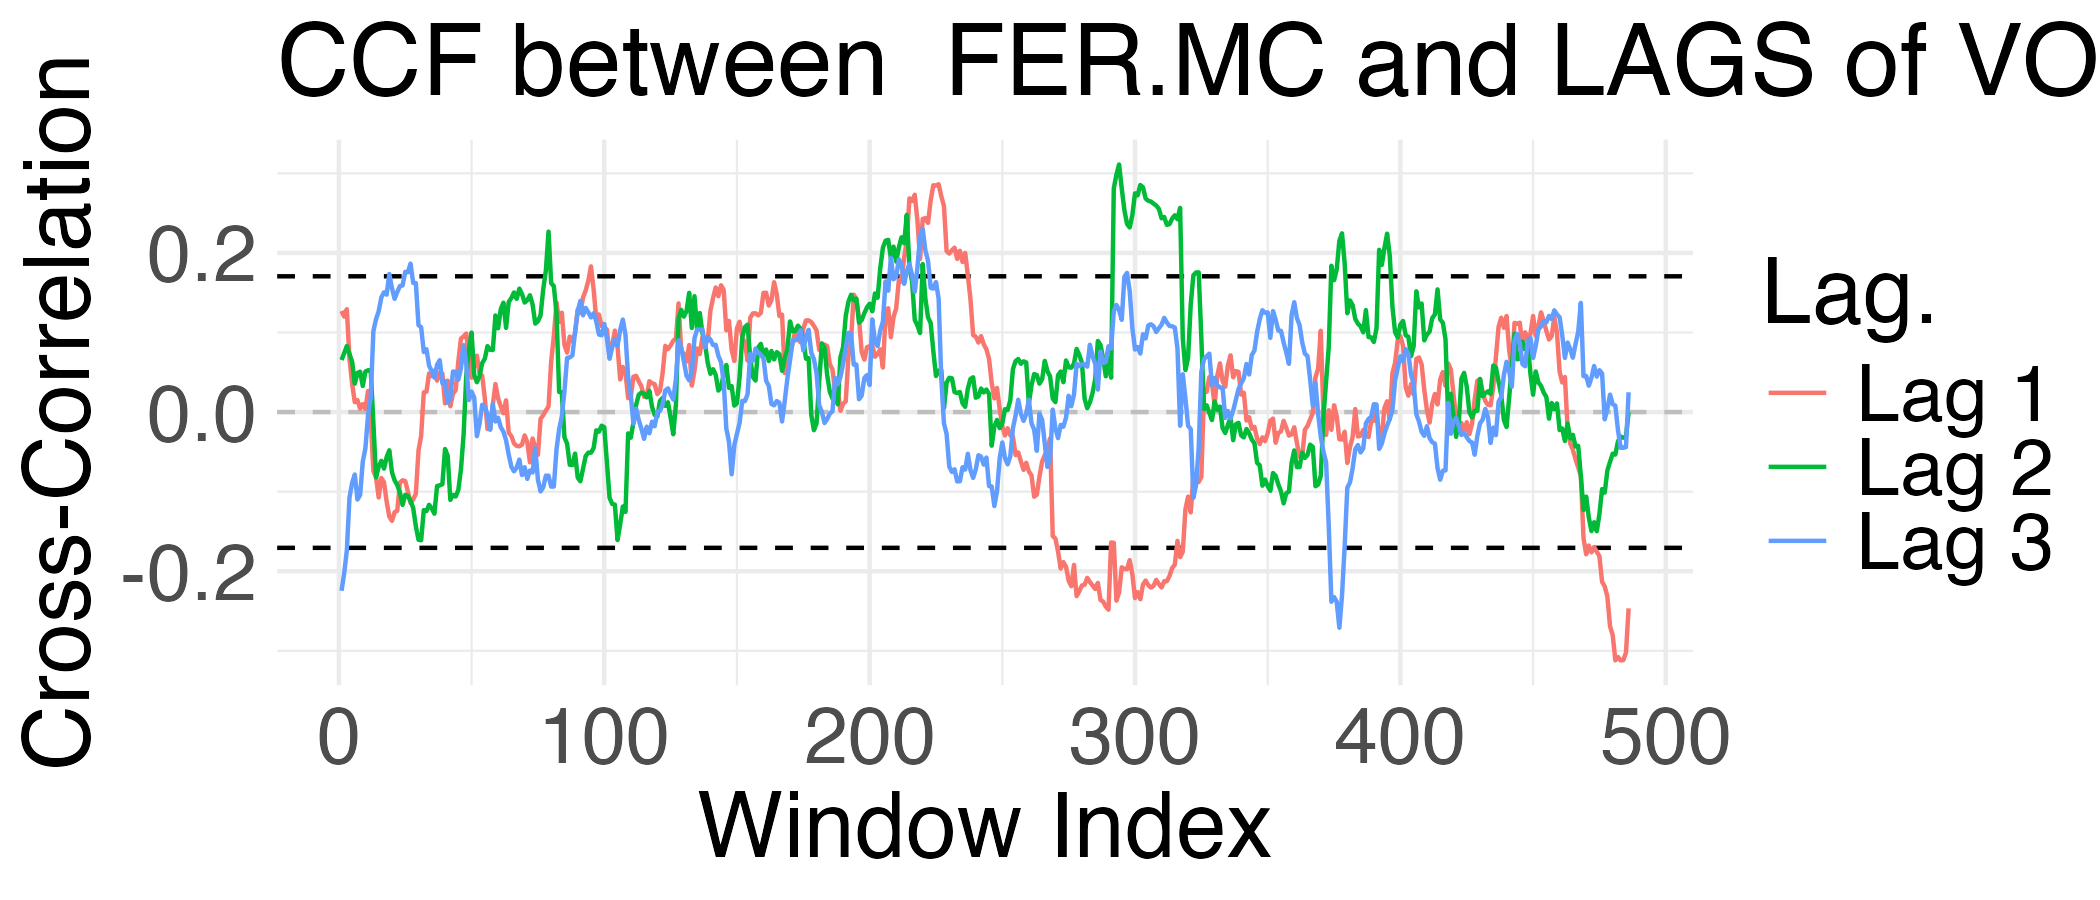 CCF between  FER.MC and LAGS of VO
Cross-Correlation
0.2
0.0
-0.2
0
100
200
300
400
500
Window Index
Lag.
Lag 1
Lag 2
Lag 3